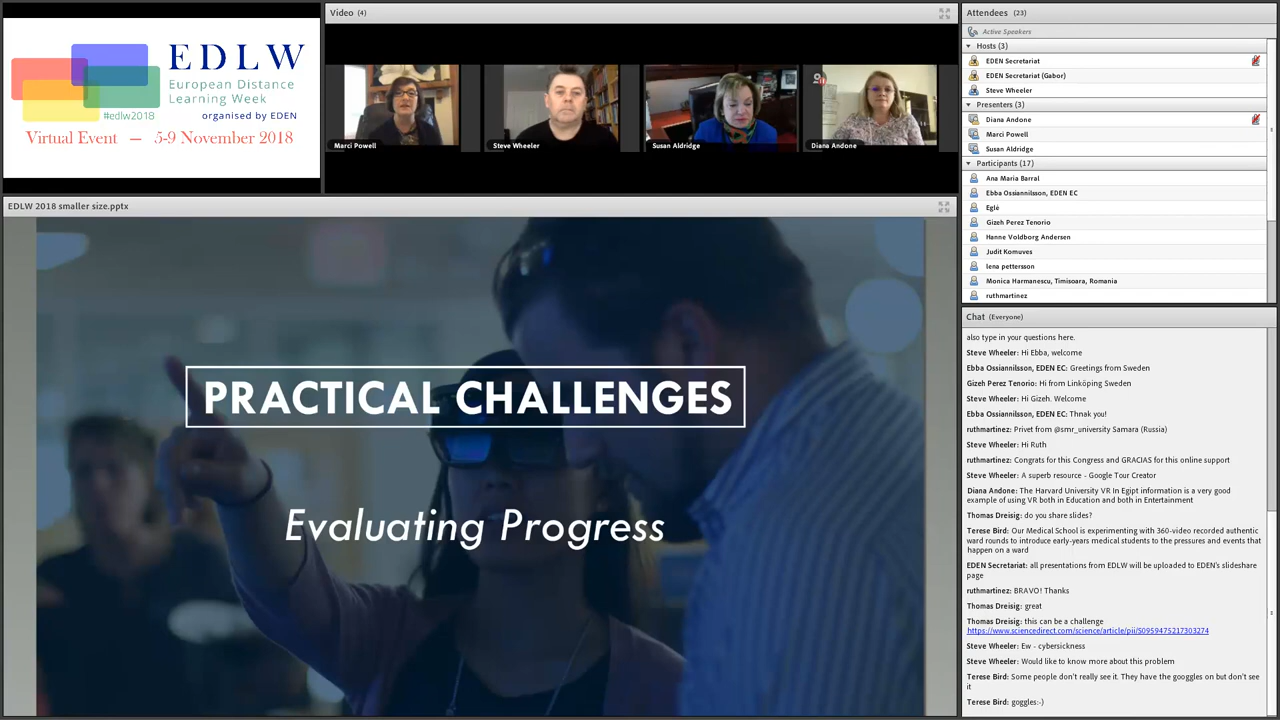 EDLW
European Distance
Learning Week
#edlw2018
organised by EDEN
Virtual Event — 5-9 November 2018
Video (4)
Marci Powell
Steve Wheeler
Susan Aldridge
Diana Andone
EDLW 2018 smaller size.pptx
PRACTICAL CHALLENGES
Evaluating Progress
Attendees (23)
Active Speakers
Hosts (3)
EDEN Secretariat
EDEN Secretariat (Gabor)
Steve Wheeler
Presenters (3)
Diana Andone
Marci Powell
Susan Aldridge
Participants (17)
Ana Maria Barral
Ebba Ossiannilsson, EDEN EC
Eglė
Gizeh Perez Tenorio
Hanne Voldborg Andersen
Judit Komuves
lena pettersson
Monica Harmanescu, Timisoara, Romania
ruthmartinez
Chat (Everyone)
also type in your questions here.
Steve Wheeler: Hi Ebba, welcome
Ebba Ossiannilsson, EDEN EC: Greetings from Sweden
Gizeh Perez Tenorio: Hi from Linköping Sweden
Steve Wheeler: Hi Gizeh. Welcome
Ebba Ossiannilsson, EDEN EC: Thnak you!
ruthmartinez: Privet from @smr_university Samara (Russia)
Steve Wheeler: Hi Ruth
ruthmartinez: Congrats for this Congress and GRACIAS for this online support
Steve Wheeler: A superb resource - Google Tour Creator
Diana Andone: The Harvard University VR In Egipt information is a very good
example of using VR both in Education and both in Entertainment
Thomas Dreisig: do you share slides?
Terese Bird: Our Medical School is experimenting with 360-video recorded authentic
ward rounds to introduce early-years medical students to the pressures and events that
happen on a ward
EDEN Secretariat: all presentations from EDLW will be uploaded to EDEN's slideshare
page
ruthmartinez: BRAVO! Thanks
Thomas Dreisig: great
Thomas Dreisig: this can be a challenge
https://www.sciencedirect.com/science/article/pii/S0959475217303274
Steve Wheeler: Ew - cybersickness
Steve Wheeler: Would like to know more about this problem
Terese Bird: Some people don't really see it. They have the googgles on but don't see
it
Terese Bird: goggles:-)